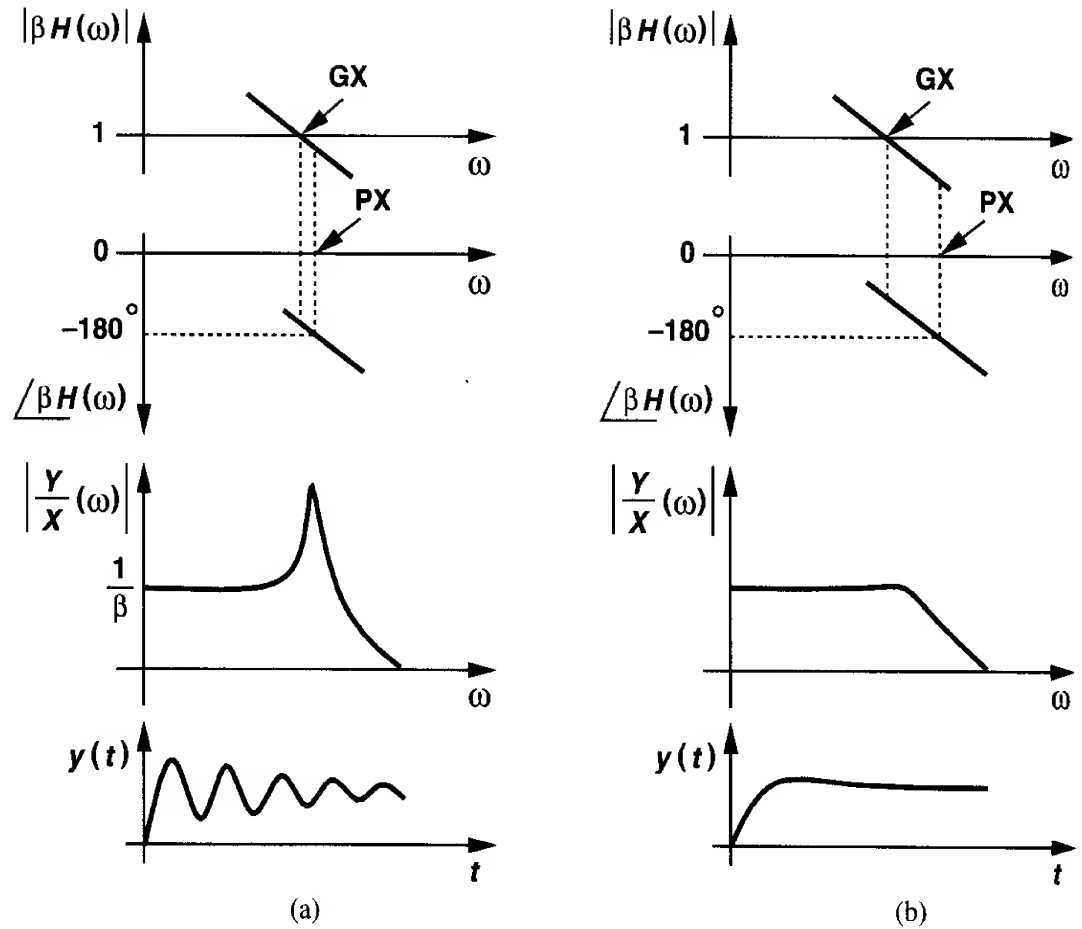 |βH(ω)|
GX
1
ω
PX
0
ω
−180°
∠βH(ω)
|Y/X (ω)|
1/β
ω
y(t)
t
(a)
|βH(ω)|
GX
1
ω
PX
0
ω
−180°
∠βH(ω)
|Y/X (ω)|
ω
y(t)
t
(b)